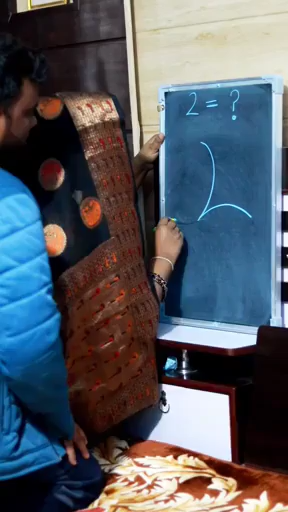 2 = ?